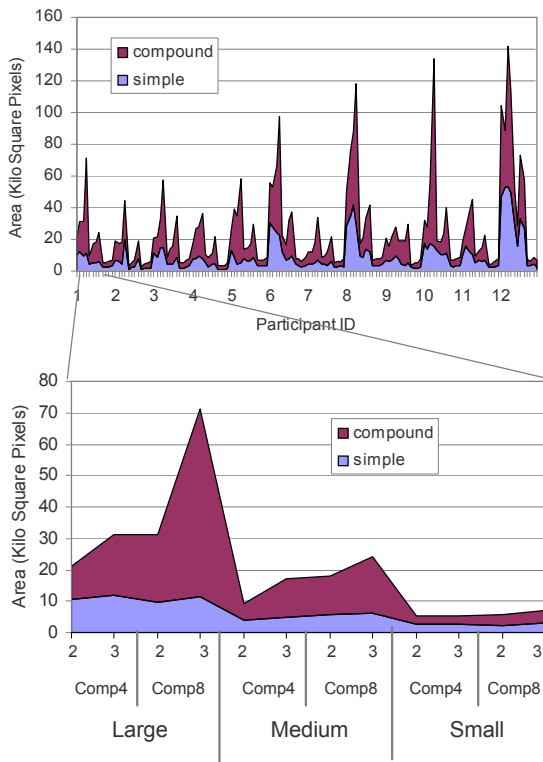 160
140
120
100
80
60
40
20
0
Area (Kilo Square Pixels)
compound
simple
1 2 3 4 5 6 7 8 9 10 11 12
Participant ID
80
70
60
50
40
30
20
10
0
Area (Kilo Square Pixels)
compound
simple
2 3 2 3 2 3 2 3 2 3 2 3
Comp4 Comp8 Comp4 Comp8 Comp4 Comp8
Large Medium Small